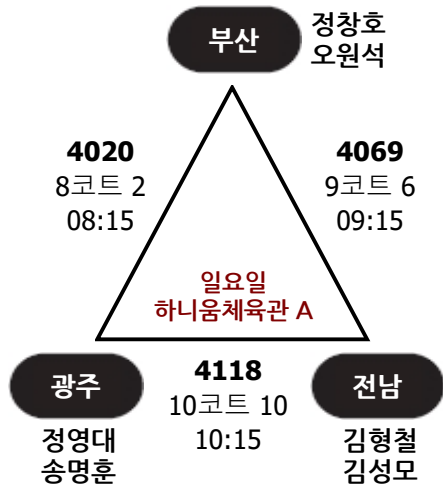 부산
정창호
오원석
4020
8코트 2
08:15
4069
9코트 6
09:15
일요일
하니움체육관 A
광주
정영대
송명훈
4118
10코트 10
10:15
전남
김형철
김성모